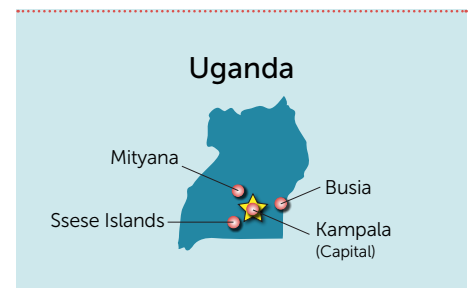 Uganda
Mityana
Busia
Ssese Islands
Kampala
(Capital)